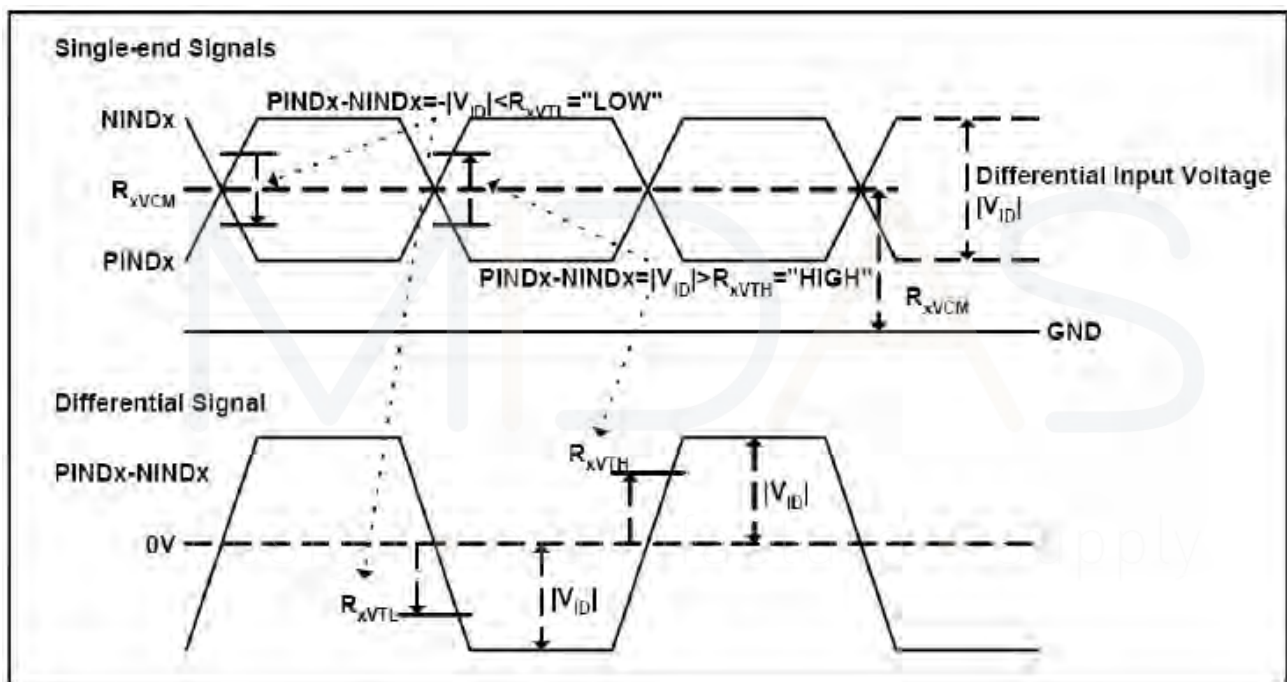 Single-end Signals
PINDx-NINDx=-|VID|<RxVTL="LOW"
NINDx
RxVCM
Differential Input Voltage
|VID|
PINDx
PINDx-NINDx=|VID|>RxVTH="HIGH"
RxVCM
GND
MIDAS
Differential Signal
RxVTH
PINDx-NINDx
|VID|
0V
RxVTL
|VID|